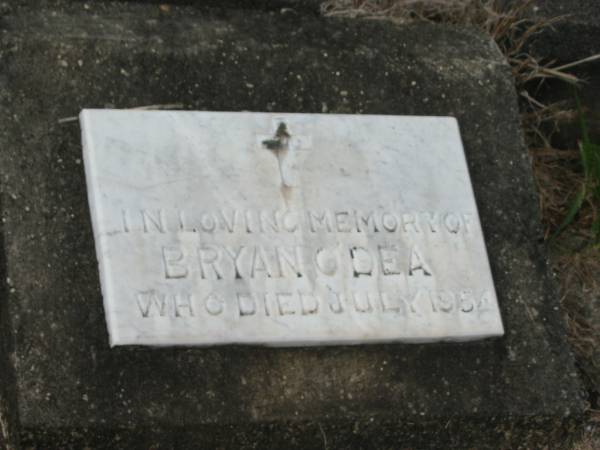 IN LOVING MEMORY OF
BRYAN O'DEA
WHO DIED JULY 1954